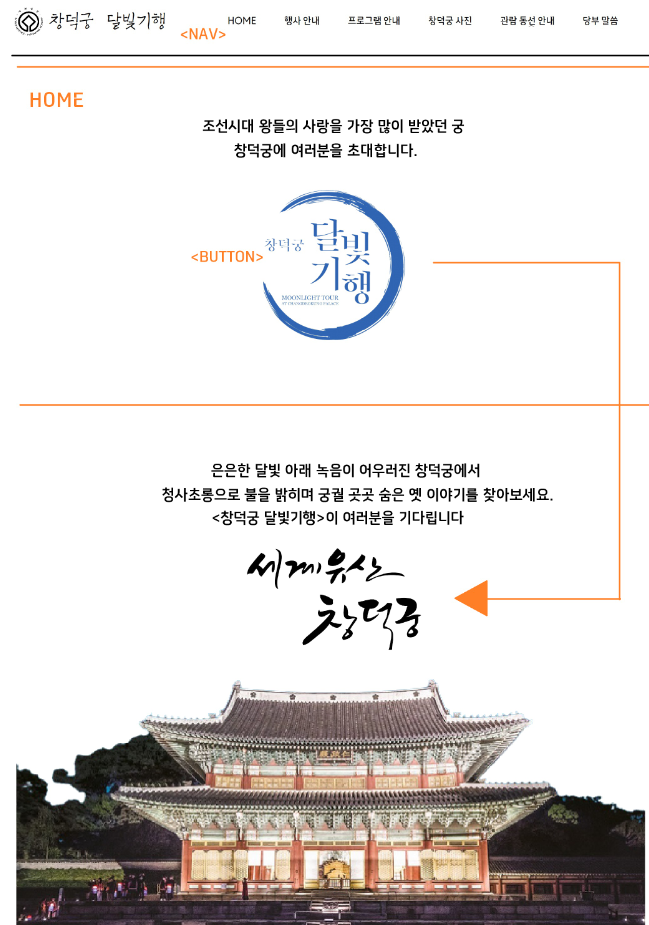 창덕궁 달빛기행
<NAV>
HOME 행사 안내 프로그램 안내 창덕궁 사진 관람 동선 안내 당부 말씀
HOME
조선시대 왕들의 사랑을 가장 많이 받았던 궁
창덕궁에 여러분을 초대합니다.
<BUTTON>
창덕궁
달빛
기행
MOONLIGHT TOUR
AT CHANGDEOKGUNG PALACE
은은한 달빛 아래 녹음이 어우러진 창덕궁에서
청사초롱으로 불을 밝히며 궁궐 곳곳 숨은 옛 이야기를 찾아보세요.
<창덕궁 달빛기행>이 여러분을 기다립니다
세계유산
창덕궁